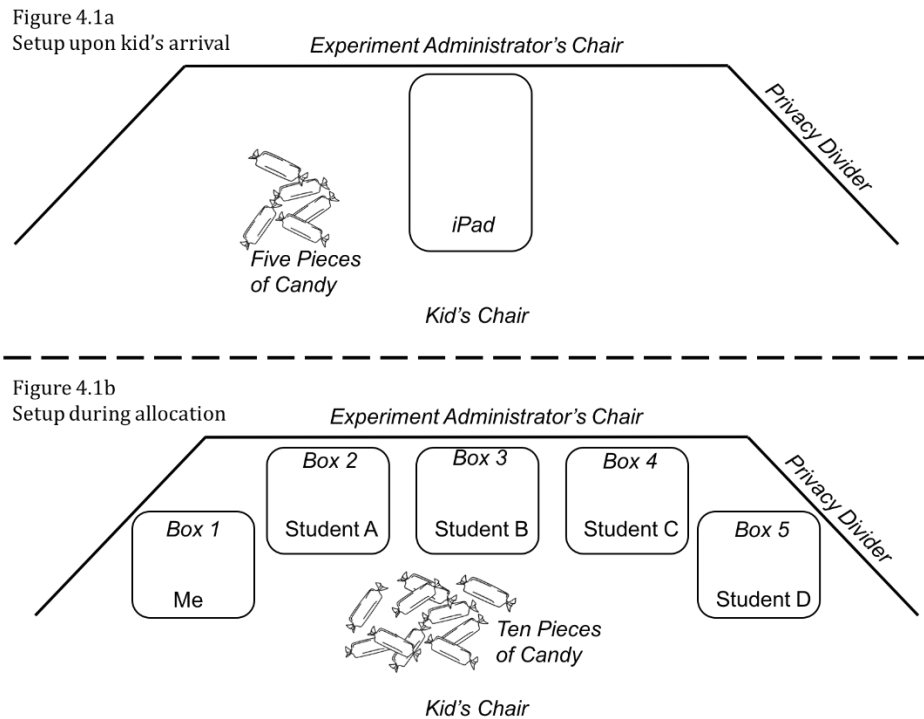 Figure 4.1a
Setup upon kid's arrival
Experiment Administrator's Chair
Privacy Divider
iPad
Five Pieces
of Candy
Kid's Chair
Figure 4.1b
Setup during allocation
Experiment Administrator's Chair
Privacy Divider
Box 1
Me
Box 2
Student A
Box 3
Student B
Box 4
Student C
Box 5
Student D
Ten Pieces
of Candy
Kid's Chair